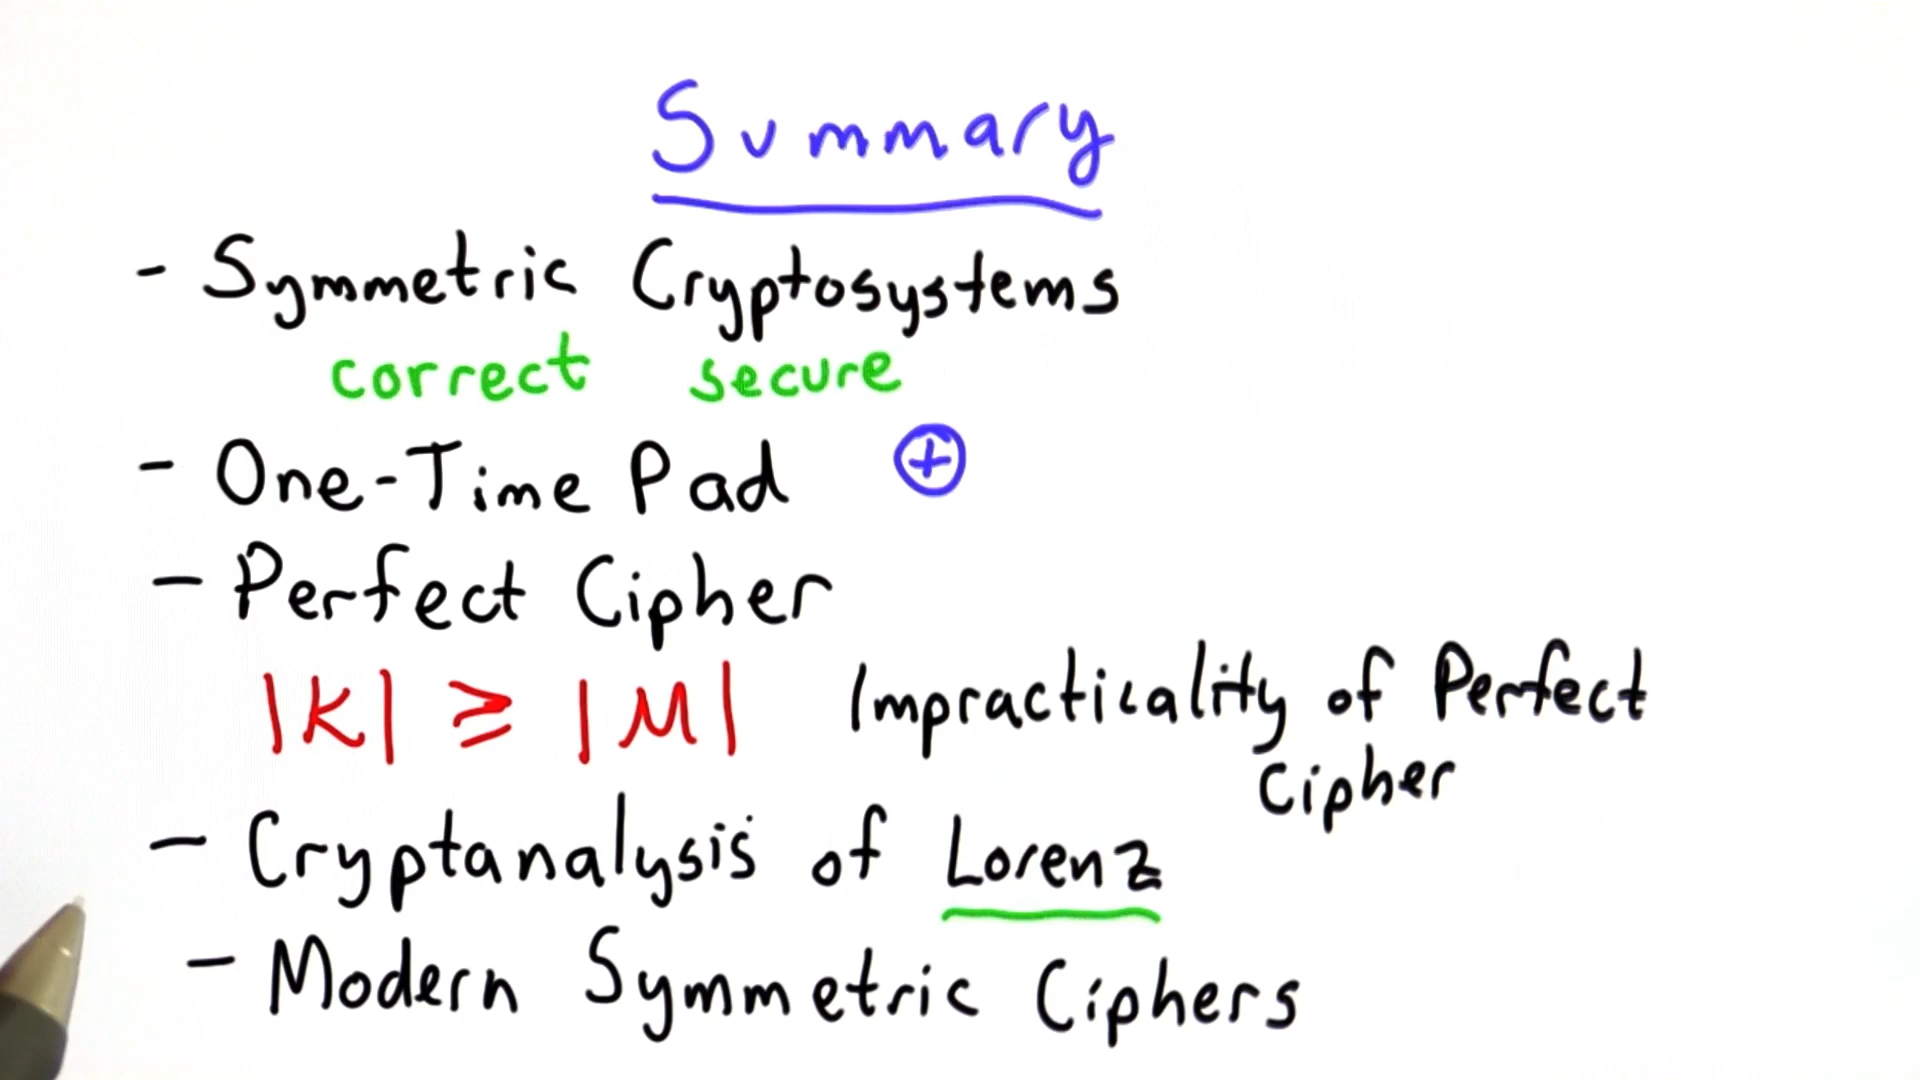 Summary
- Symmetric Cryptosystems
correct secure
- One-Time Pad ⊕
- Perfect Cipher
|K| ≥ |M| Impracticality of Perfect
Cipher
- Cryptanalysis of Lorenz
- Modern Symmetric Ciphers